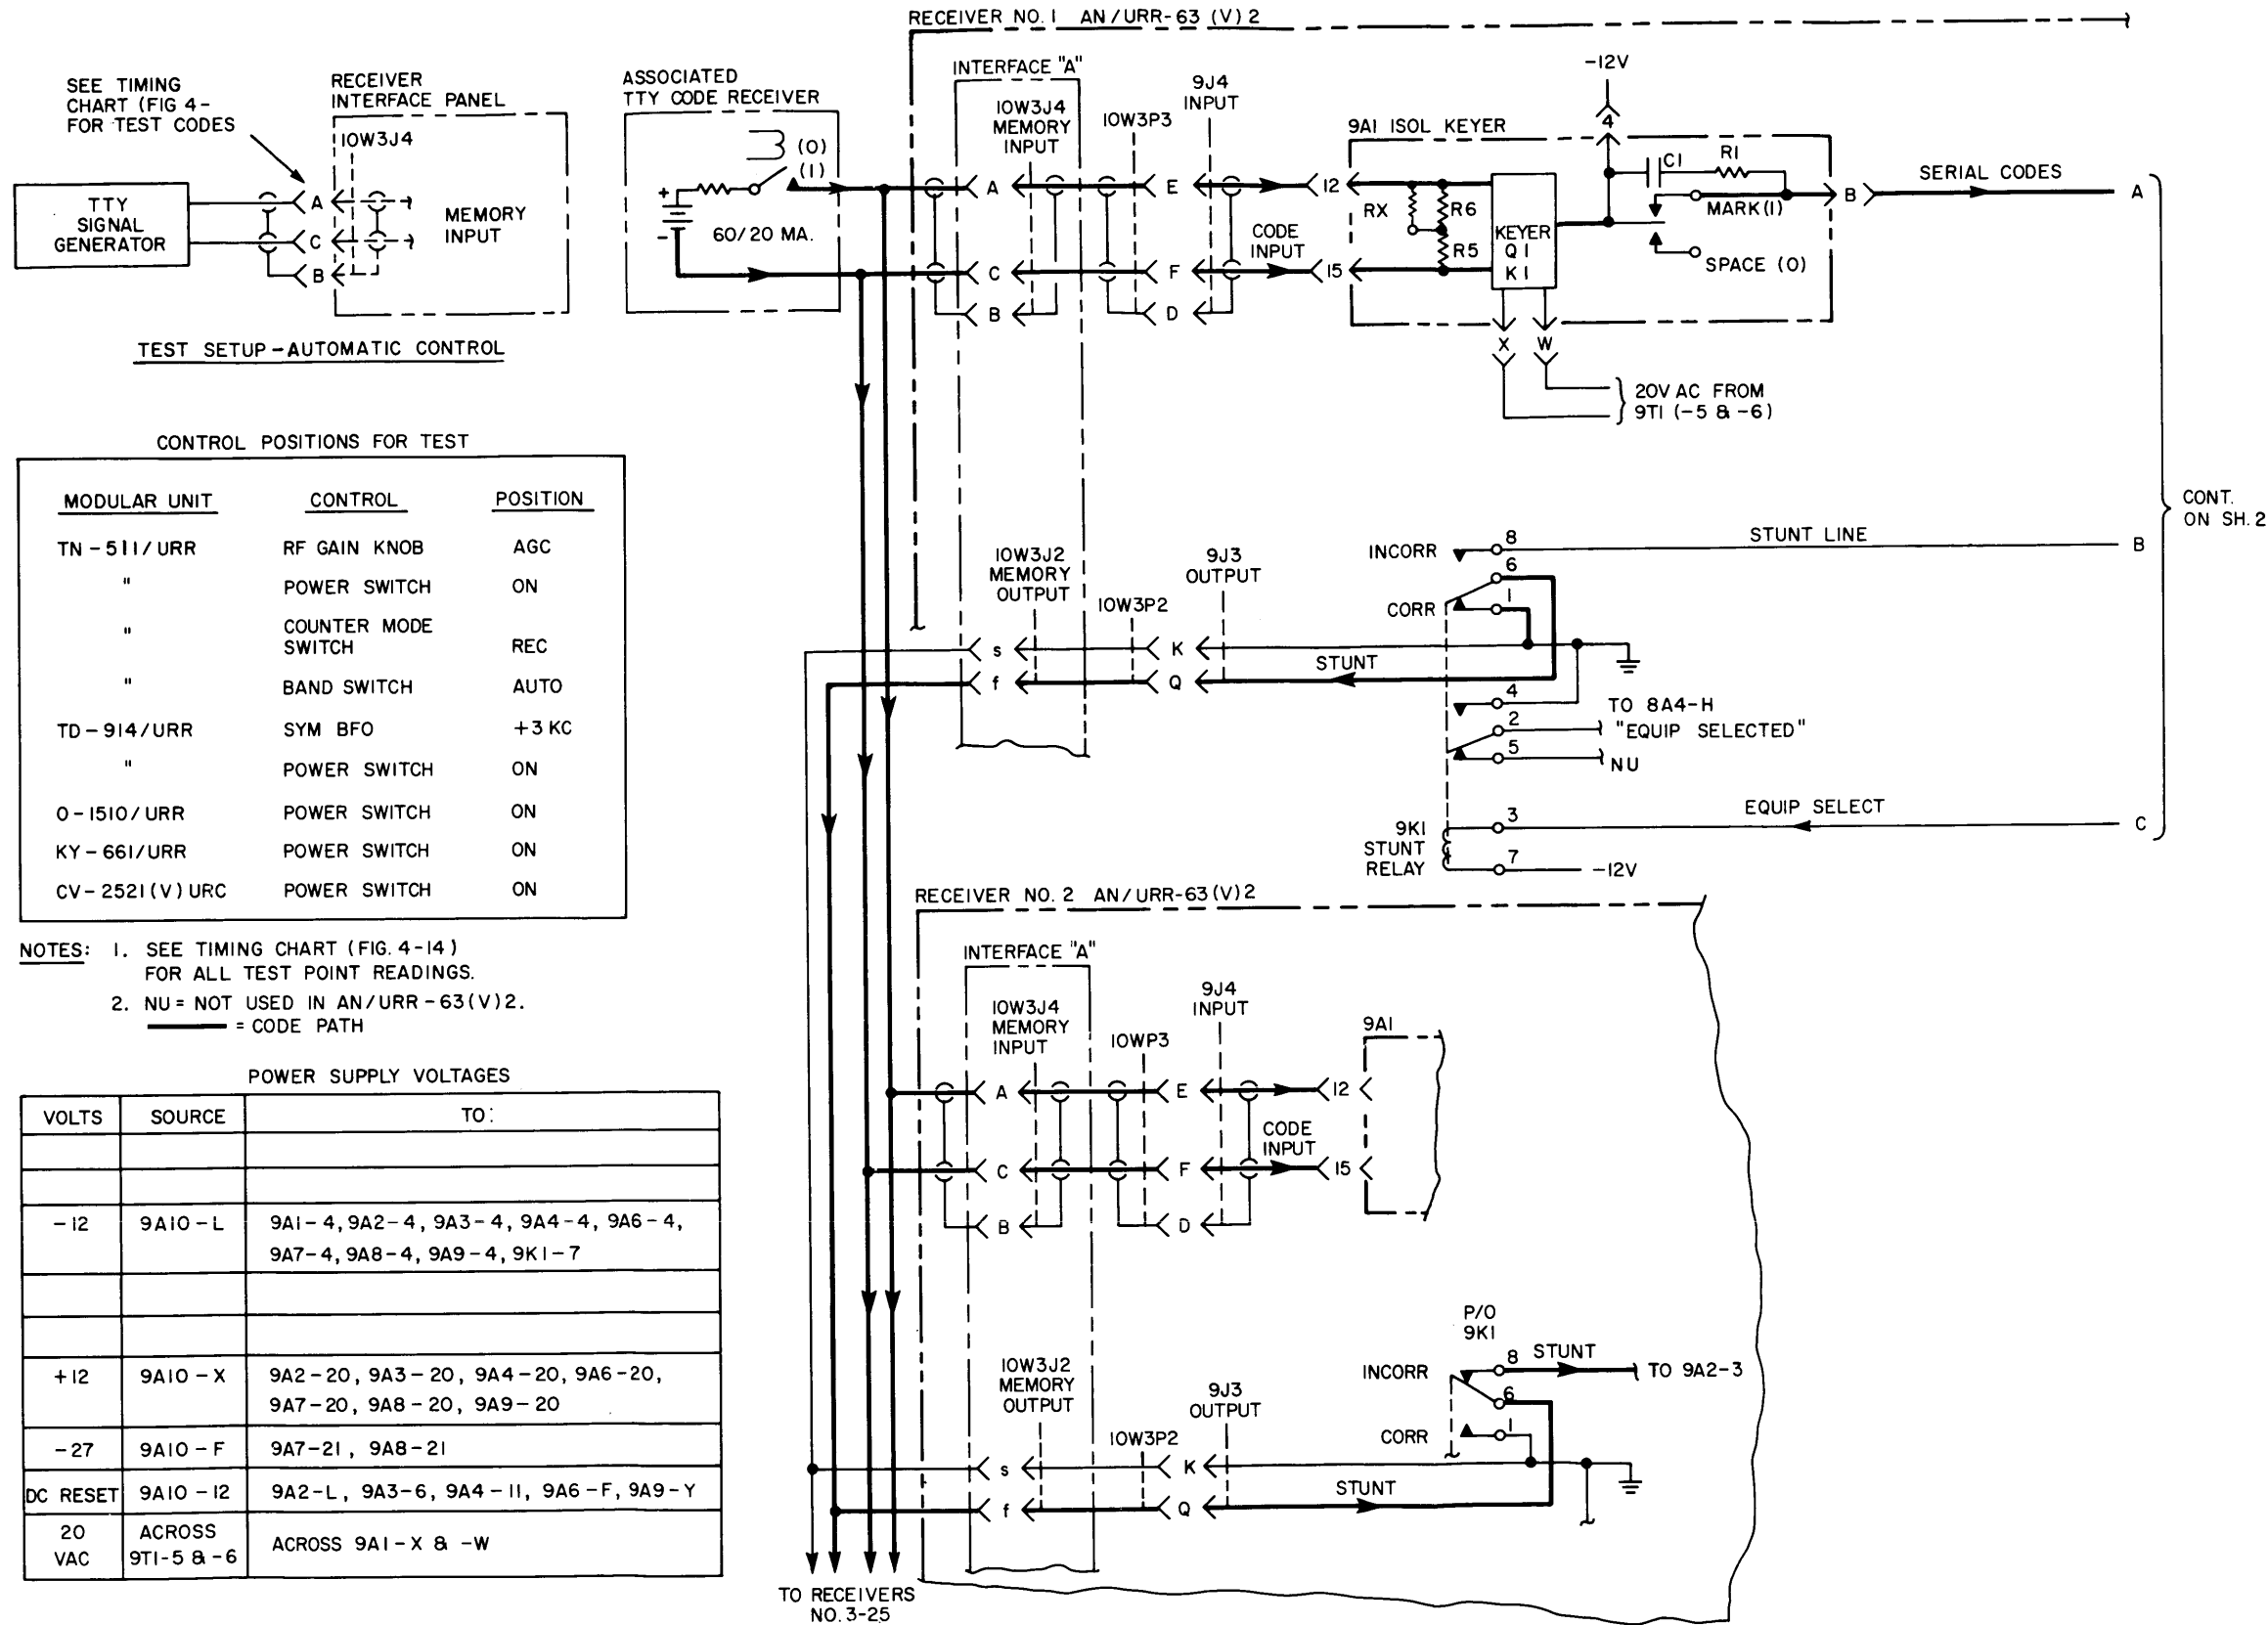 RECEIVER NO. 1 AN/URR-63 (V) 2
SEE TIMING
CHART (FIG 4-
FOR TEST CODES
RECEIVER
INTERFACE PANEL
10W3J4
TTY
SIGNAL
GENERATOR
A
C
B
MEMORY
INPUT
TEST SETUP-AUTOMATIC CONTROL
ASSOCIATED
TTY CODE RECEIVER
(0)
(1)
+
-
60/20 MA.
INTERFACE "A"
10W3J4
MEMORY
INPUT
10W3P3
9J4
INPUT
A
E
12
C
F
15
B
D
CODE
INPUT
9A1 ISOL KEYER
-12V
4
RX
R6
R5
KEYER
Q1
K1
C1
R1
MARK(1)
SPACE (0)
B
SERIAL CODES
A
X
W
20V AC FROM
9T1 (-5 & -6)
CONT.
ON SH. 2
10W3J2
MEMORY
OUTPUT
10W3P2
9J3
OUTPUT
s
K
f
Q
STUNT
INCORR
8
STUNT LINE
B
6
CORR
1
4
TO 8A4-H
2
"EQUIP SELECTED"
5
NU
9K1
STUNT
RELAY
3
EQUIP SELECT
C
7
-12V
CONTROL POSITIONS FOR TEST
MODULAR UNIT CONTROL POSITION
TN-511/URR RF GAIN KNOB AGC
" POWER SWITCH ON
" COUNTER MODE
SWITCH REC
" BAND SWITCH AUTO
TD-914/URR SYM BFO +3 KC
" POWER SWITCH ON
O-1510/URR POWER SWITCH ON
KY-661/URR POWER SWITCH ON
CV-2521(V)URC POWER SWITCH ON
NOTES: 1. SEE TIMING CHART (FIG. 4-14)
FOR ALL TEST POINT READINGS.
2. NU = NOT USED IN AN/URR-63(V)2.
= CODE PATH
POWER SUPPLY VOLTAGES
VOLTS SOURCE TO:
-12 9A10-L 9A1-4, 9A2-4, 9A3-4, 9A4-4, 9A6-4,
9A7-4, 9A8-4, 9A9-4, 9K1-7
+12 9A10-X 9A2-20, 9A3-20, 9A4-20, 9A6-20,
9A7-20, 9A8-20, 9A9-20
-27 9A10-F 9A7-21, 9A8-21
DC RESET 9A10-12 9A2-L, 9A3-6, 9A4-11, 9A6-F, 9A9-Y
20
VAC
ACROSS
9T1-5 & -6
ACROSS 9A1-X & -W
RECEIVER NO. 2 AN/URR-63(V)2
INTERFACE "A"
10W3J4
MEMORY
INPUT
10WP3
9J4
INPUT
9A1
A
E
12
CODE
INPUT
C
F
15
B
D
10W3J2
MEMORY
OUTPUT
10W3P2
9J3
OUTPUT
s
K
f
Q
STUNT
P/O
9K1
INCORR
8
STUNT
TO 9A2-3
6
CORR
1
TO RECEIVERS
NO. 3-25